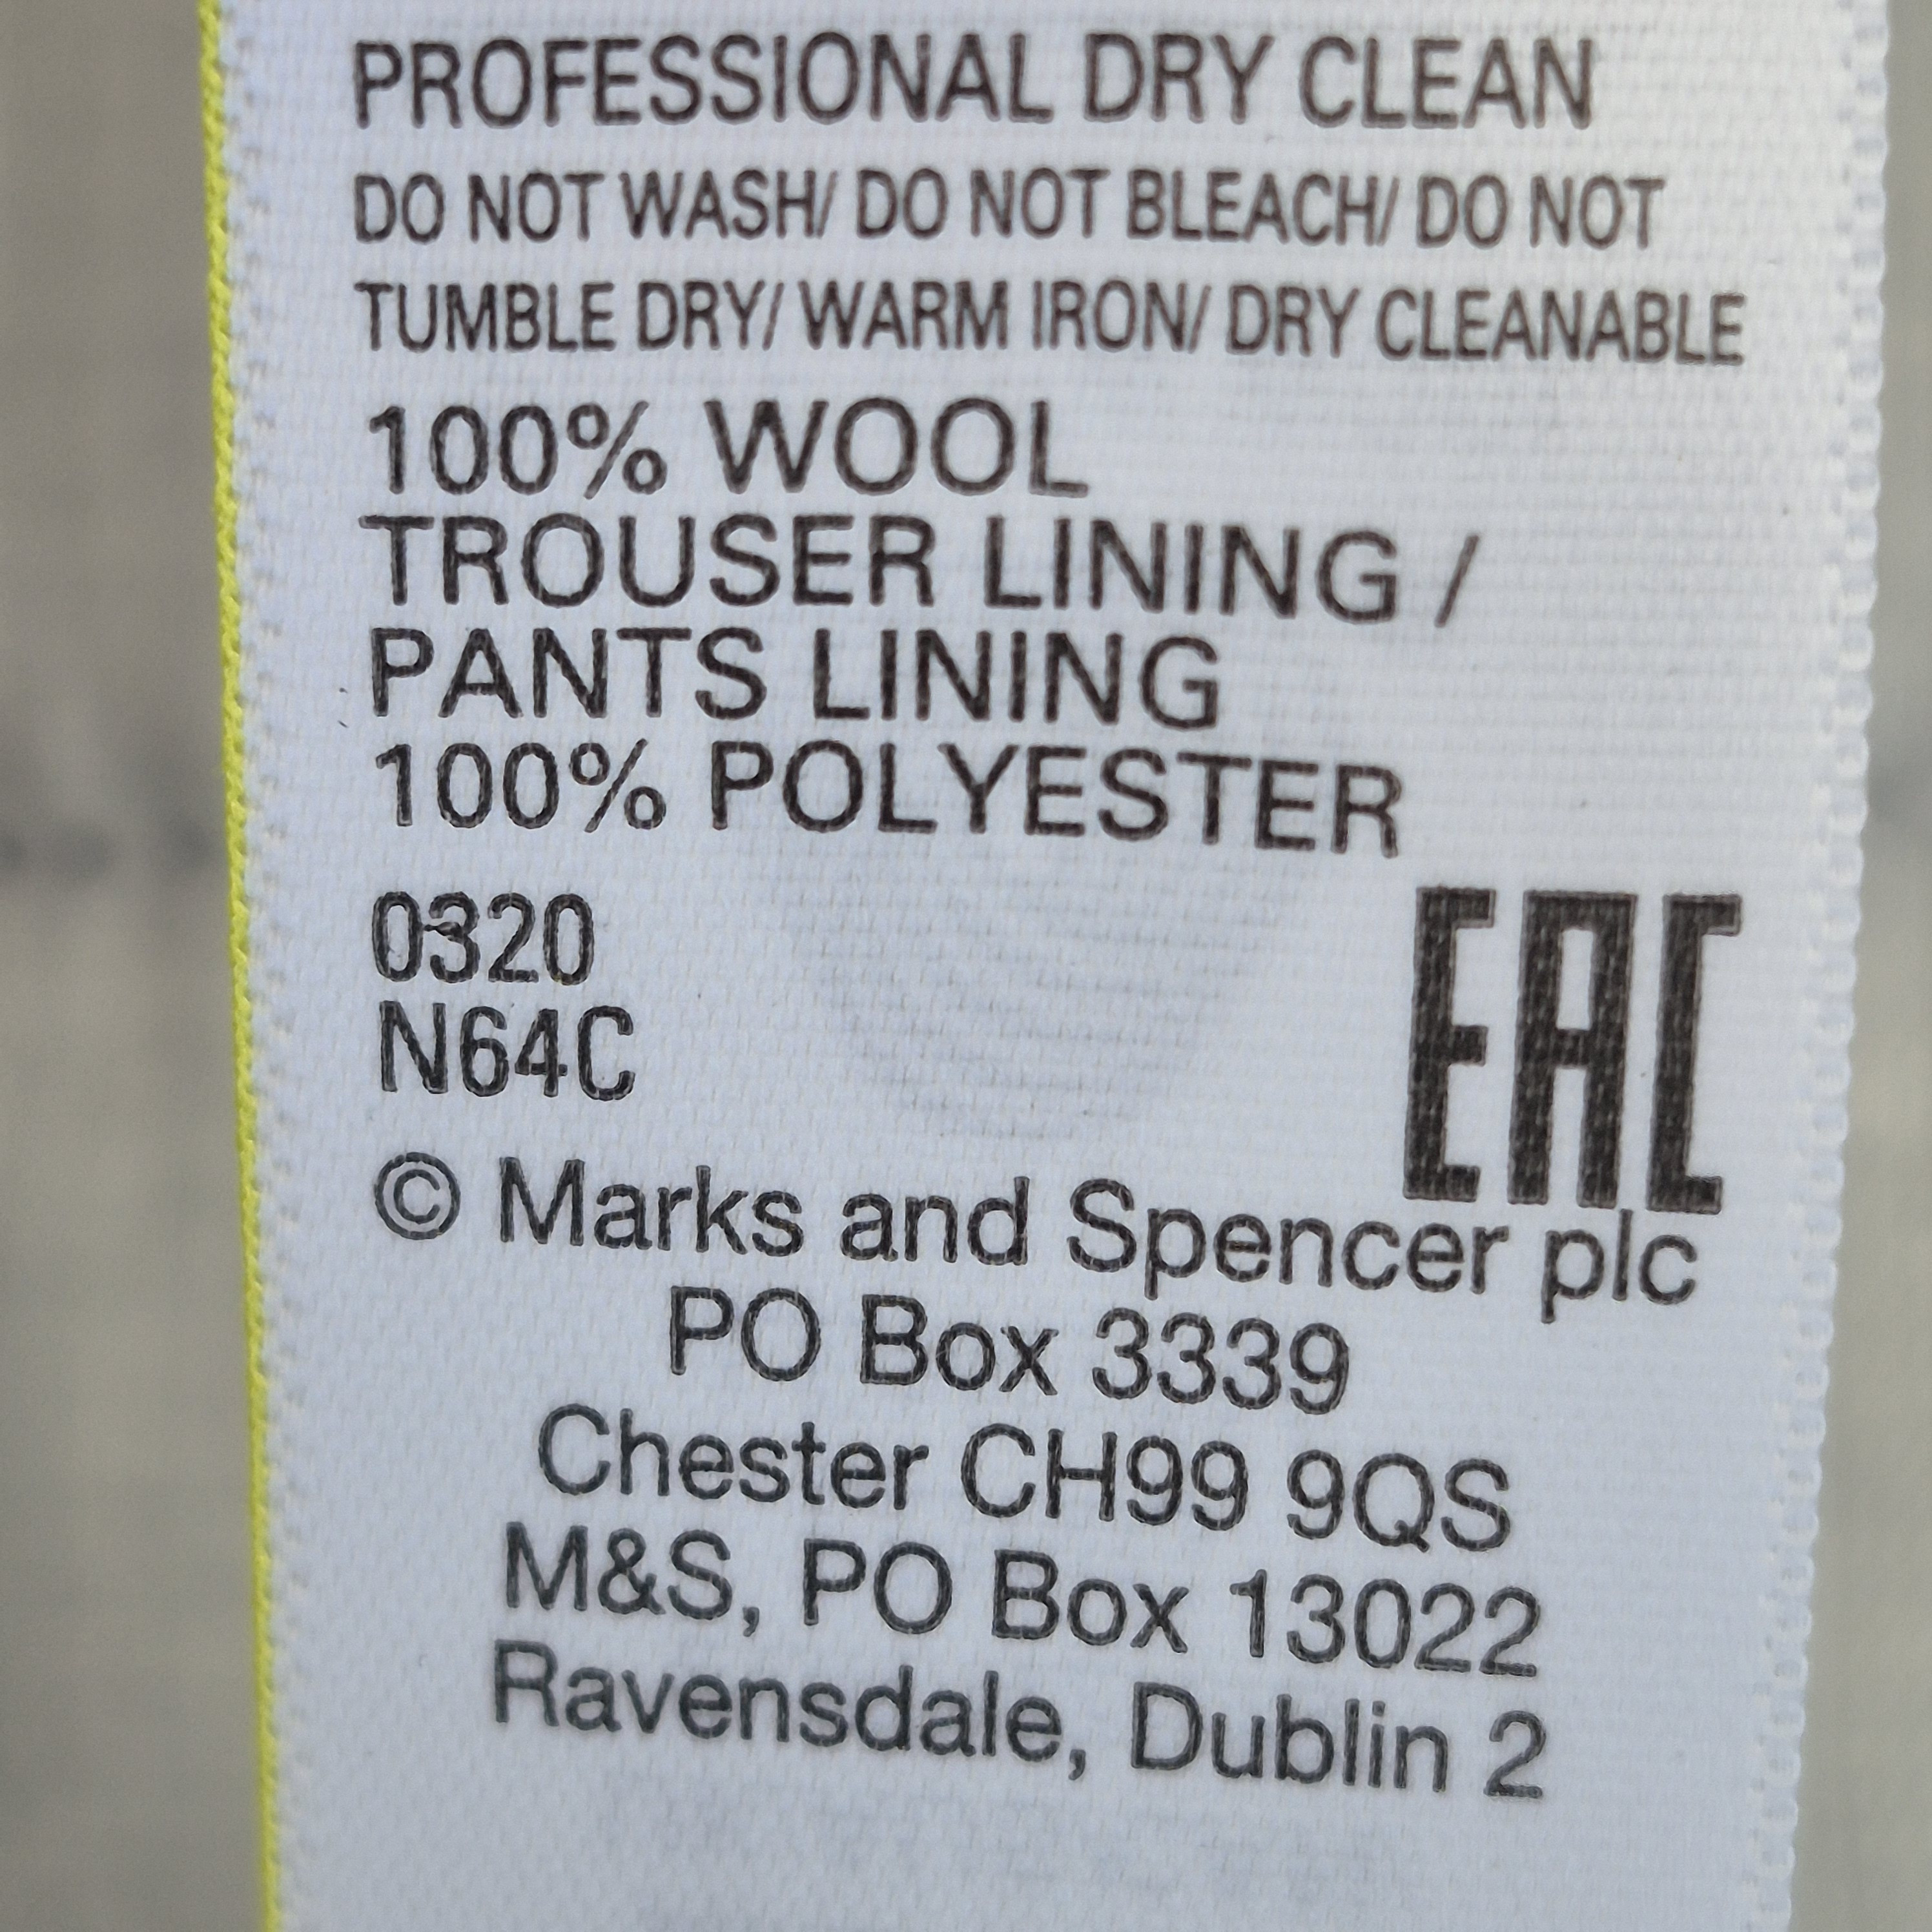 PROFESSIONAL DRY CLEAN
DO NOT WASH/ DO NOT BLEACH/ DO NOT
TUMBLE DRY/ WARM IRON/ DRY CLEANABLE
100% WOOL
TROUSER LINING /
PANTS LINING
100% POLYESTER
0320
N64C
EAC
© Marks and Spencer plc
PO Box 3339
Chester CH99 9QS
M&S, PO Box 13022
Ravensdale, Dublin 2